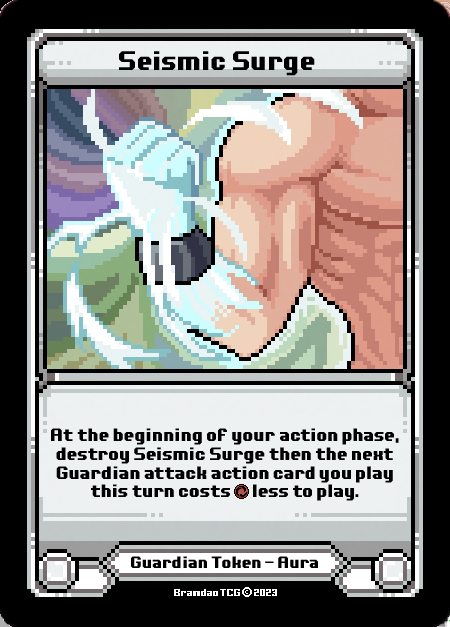 Seismic Surge
At the beginning of your action phase,
destroy Seismic Surge then the next
Guardian attack action card you play
this turn costs less to play.
Guardian Token - Aura
Brandao TCG © 2023